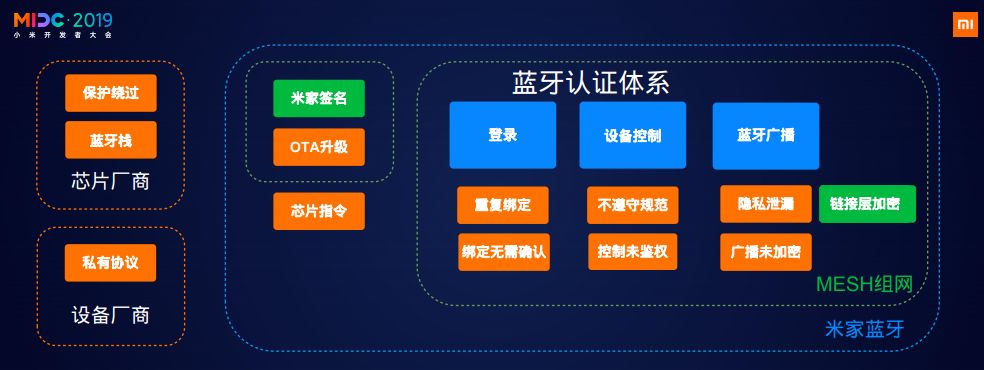 MIDC·2019
小米开发者大会
保护绕过
蓝牙栈
芯片厂商
私有协议
设备厂商
米家签名
OTA升级
芯片指令
蓝牙认证体系
登录
设备控制
蓝牙广播
重复绑定
不遵守规范
隐私泄漏
链接层加密
绑定无需确认
控制未鉴权
广播未加密
MESH组网
米家蓝牙